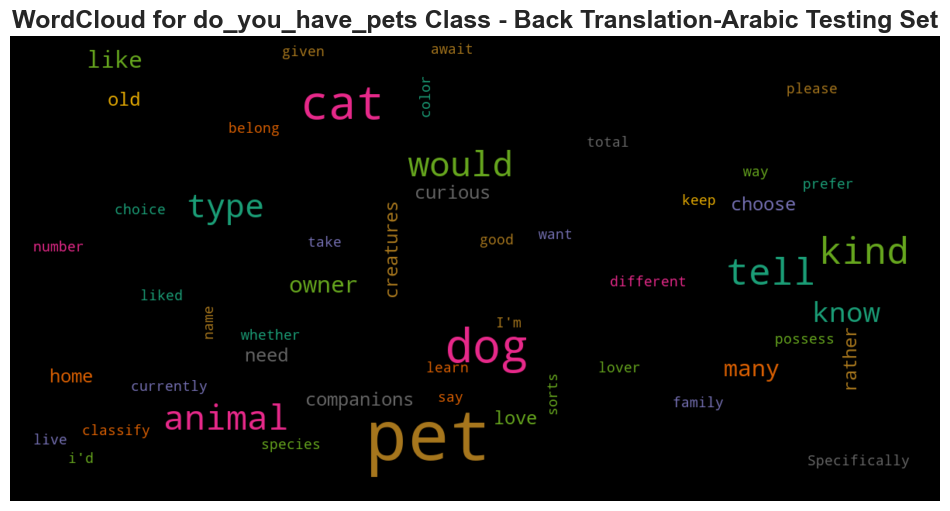 WordCloud for do_you_have_pets Class - Back Translation-Arabic Testing Set
like
given
await
old
cat
color
please
belong
total
would
curious
way
prefer
choice
type
creatures
keep
choose
number
take
good
want
kind
owner
different
tell
liked
name
I'm
know
whether
need
dog
possess
rather
home
currently
learn
lover
many
companions
say
sorts
family
animal
love
live
classify
species
pet
i'd
Specifically